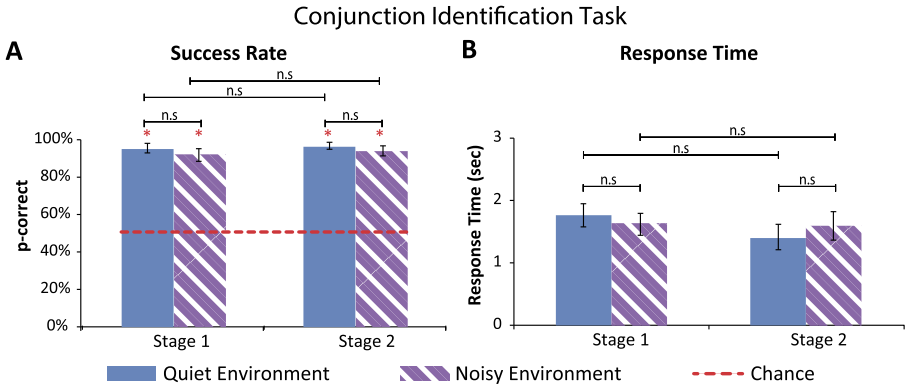 Conjunction Identification Task
A
Success Rate
n.s
n.s
n.s
n.s
* * * *
100%
80%
60%
40%
20%
0%
p-correct
Stage 1
Stage 2
B
Response Time
n.s
n.s
n.s
n.s
3
2
1
0
Response Time (sec)
Stage 1
Stage 2
Quiet Environment
Noisy Environment
Chance